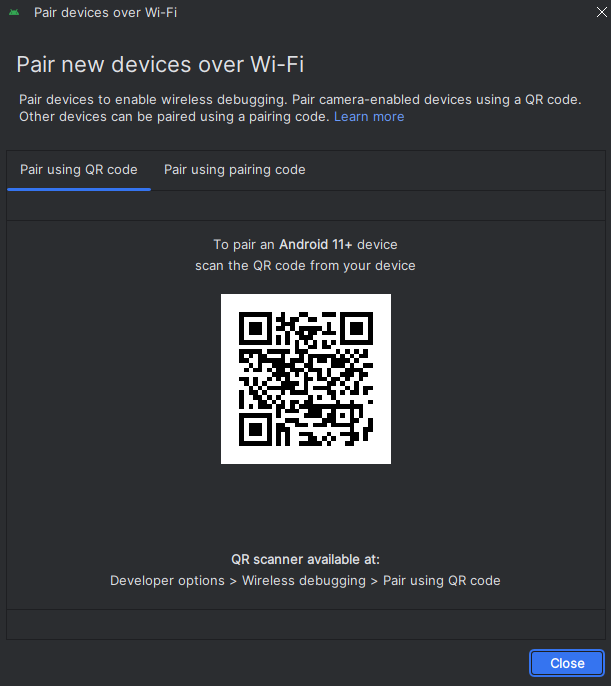 Pair devices over Wi-Fi
Pair new devices over Wi-Fi
Pair devices to enable wireless debugging. Pair camera-enabled devices using a QR code.
Other devices can be paired using a pairing code. Learn more
Pair using QR code
Pair using pairing code
To pair an Android 11+ device
scan the QR code from your device
QR scanner available at:
Developer options > Wireless debugging > Pair using QR code
Close